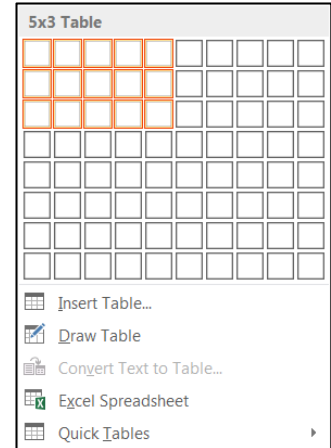 5x3 Table
Insert Table...
Draw Table
Convert Text to Table...
Excel Spreadsheet
Quick Tables